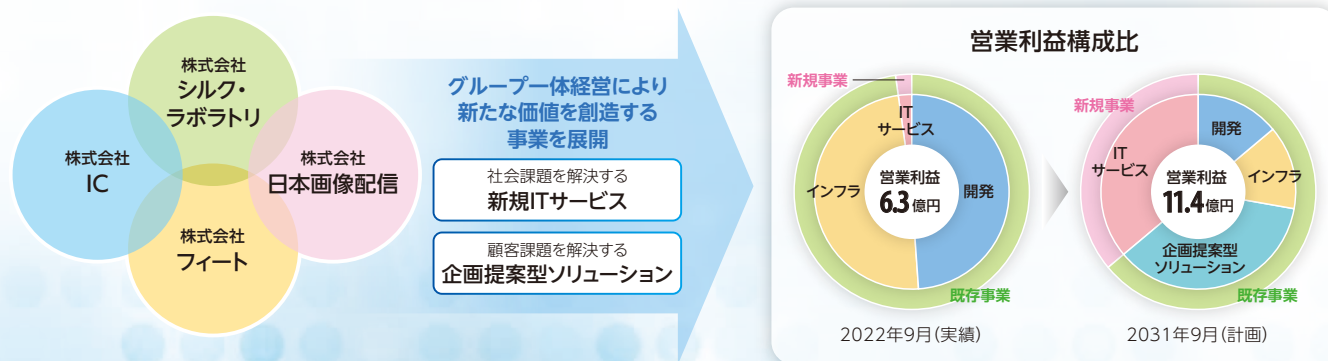 株式会社
シルク・
ラボラトリ
株式会社
IC
株式会社
日本画像配信
株式会社
フィート
グループ一体経営により
新たな価値を創造する
事業を展開
社会課題を解決する
新規ITサービス
顧客課題を解決する
企画提案型ソリューション
営業利益構成比
新規事業
IT
サービス
インフラ
営業利益
6.3億円
開発
既存事業
2022年9月(実績)
新規事業
開発
IT
サービス
営業利益
11.4億円
インフラ
企画提案型
ソリューション
既存事業
2031年9月(計画)